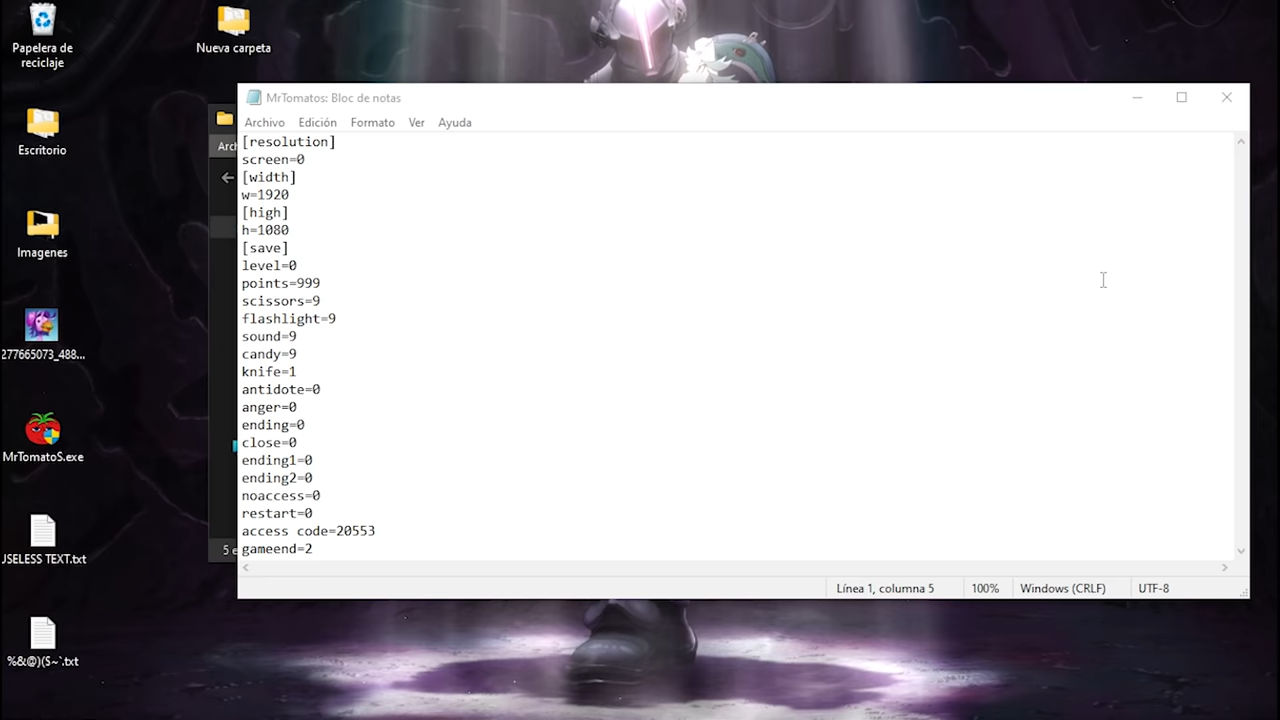 Papelera de
reciclaje
Nueva carpeta
Escritorio
Imagenes
277665073_488...
MrTomatoS.exe
USELESS TEXT.txt
%&@)($~`.txt
Arch
5 e
MrTomatos: Bloc de notas
Archivo Edición Formato Ver Ayuda
[resolution]
screen=0
[width]
w=1920
[high]
h=1080
[save]
level=0
points=999
scissors=9
flashlight=9
sound=9
candy=9
knife=1
antidote=0
anger=0
ending=0
close=0
ending1=0
ending2=0
noaccess=0
restart=0
access code=20553
gameend=2
Línea 1, columna 5 100% Windows (CRLF) UTF-8